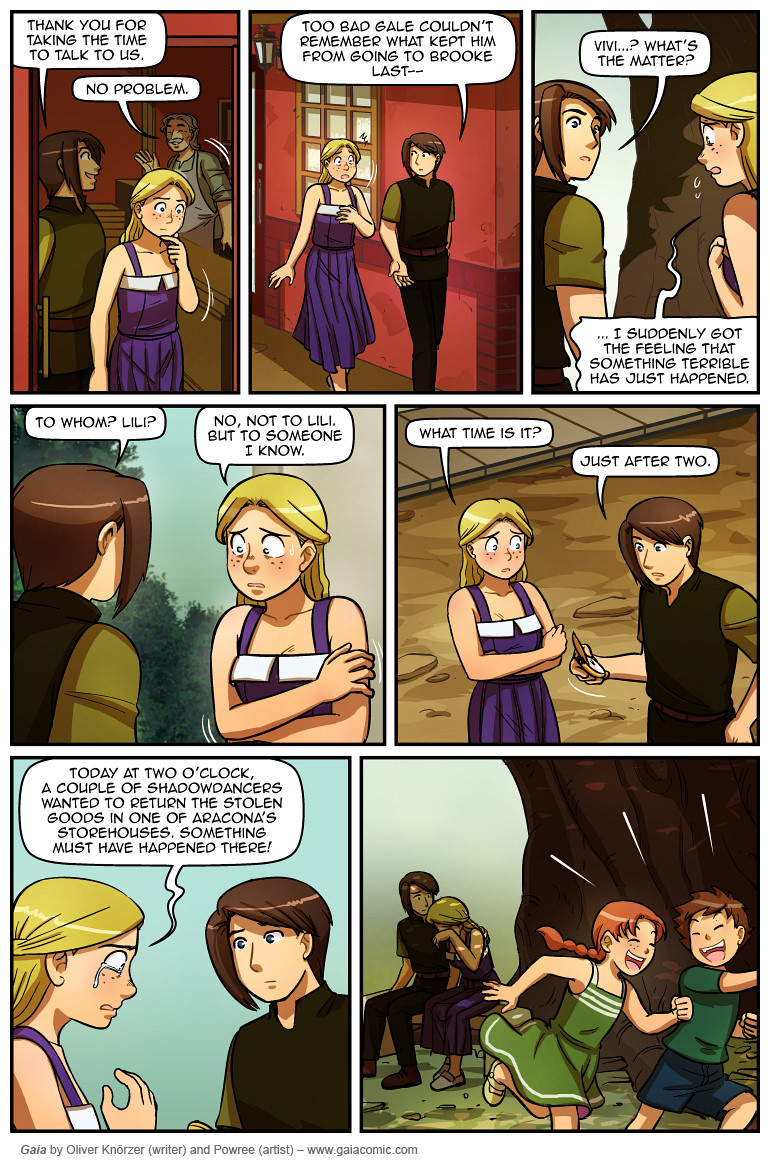 THANK YOU FOR
TAKING THE TIME
TO TALK TO US.
NO PROBLEM.
TOO BAD GALE COULDN'T
REMEMBER WHAT KEPT HIM
FROM GOING TO BROOKE
LAST--
VIVI...? WHAT'S
THE MATTER?
... I SUDDENLY GOT
THE FEELING THAT
SOMETHING TERRIBLE
HAS JUST HAPPENED.
TO WHOM? LILI?
NO, NOT TO LILI.
BUT TO SOMEONE
I KNOW.
WHAT TIME IS IT?
JUST AFTER TWO.
TODAY AT TWO O'CLOCK,
A COUPLE OF SHADOWDANCERS
WANTED TO RETURN THE STOLEN
GOODS IN ONE OF ARACONA'S
STOREHOUSES. SOMETHING
MUST HAVE HAPPENED THERE!
Gaia by Oliver Knörzer (writer) and Powree (artist) – www.gaiacomic.com